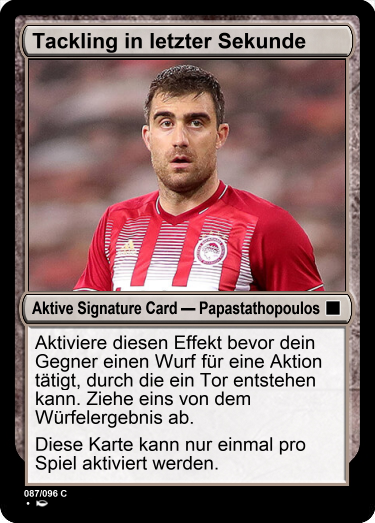 Tackling in letzter Sekunde
Aktive Signature Card — Papastathopoulos
Aktiviere diesen Effekt bevor dein
Gegner einen Wurf für eine Aktion
tätigt, durch die ein Tor entstehen
kann. Ziehe eins von dem
Würfelergebnis ab.
Diese Karte kann nur einmal pro
Spiel aktiviert werden.
087/096 C